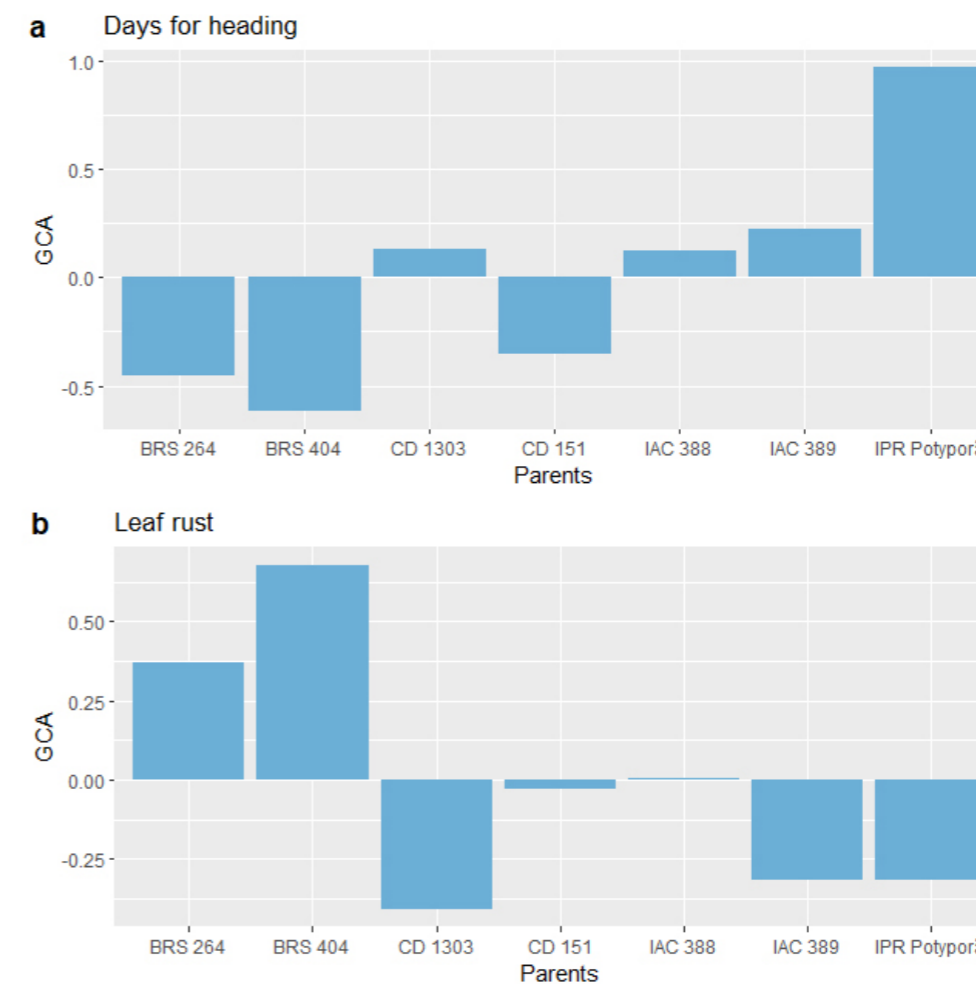 a Days for heading
1.0
0.5
GCA
0.0
-0.5
BRS 264 BRS 404 CD 1303 CD 151 IAC 388 IAC 389 IPR
Parents
b Leaf rust
0.50
0.25
GCA
0.00
-0.25
BRS 264 BRS 404 CD 1303 CD 151 IAC 388 IAC 389 IPR
Parents